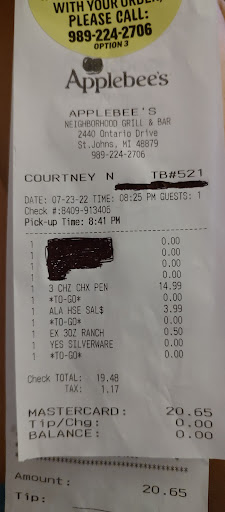 WITH YOUR ORDER,
PLEASE CALL:
989-224-2706
OPTION 3
Applebee's
APPLEBEE'S
NEIGHBORHOOD GRILL & BAR
2440 Ontario Drive
St.Johns, MI 48879
989-224-2706
COURTNEY N TB#521
DATE: 07-23-22 TIME: 08:25 PM GUESTS: 1
Check #:8409-913406
Pick-up Time: 8:41 PM
1 0.00
1 0.00
1 0.00
1 0.00
1 3 CHZ CHX PEN 14.99
1 *TO-GO* 0.00
1 ALA HSE SAL$ 3.99
1 *TO-GO* 0.00
1 EX 3OZ RANCH 0.50
1 YES SILVERWARE 0.00
1 *TO-GO* 0.00
Check TOTAL: 19.48
TAX: 1.17
MASTERCARD: 20.65
Tip/Chg: 0.00
BALANCE: 0.00
Amount: 20.65
Tip: